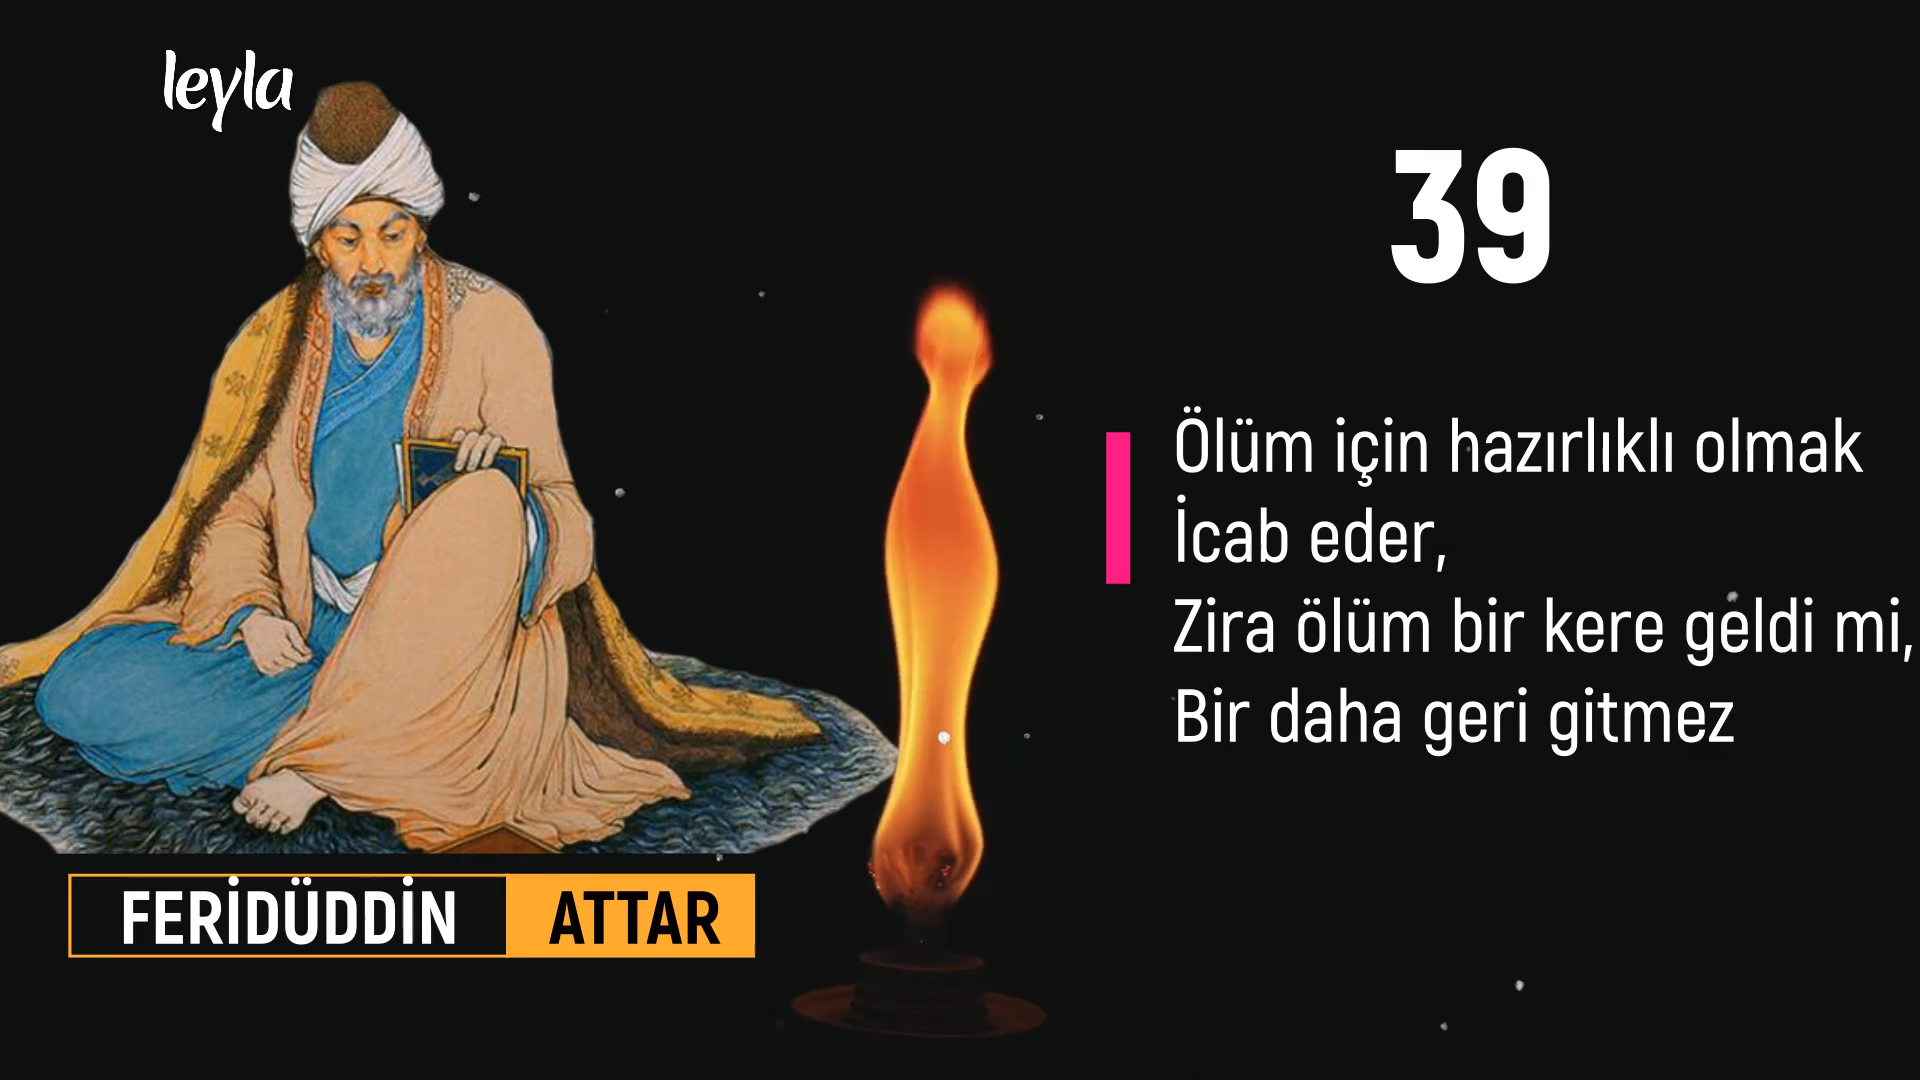 leyla
39
Ölüm için hazırlıklı olmak
İcab eder,
Zira ölüm bir kere geldi mi,
Bir daha geri gitmez
FERİDÜDDİN ATTAR